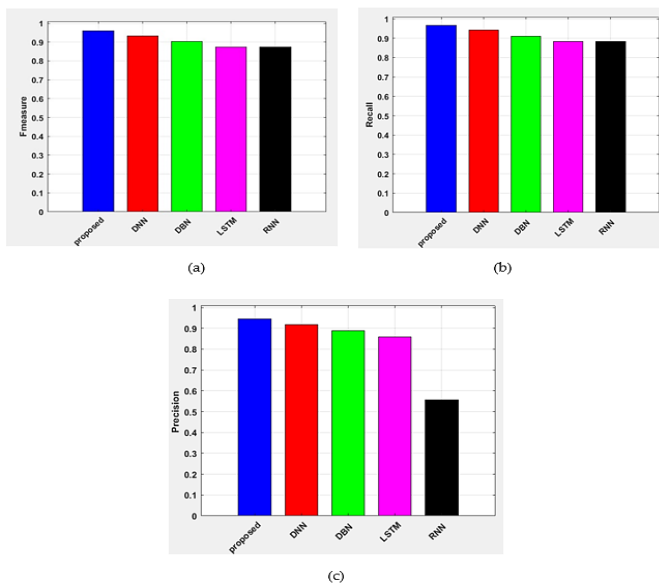 1
0.9
0.8
0.7
0.6
0.5
0.4
0.3
0.2
0.1
0
Fmeasure
proposed
DNN
DBN
LSTM
RNN
(a)
1
0.9
0.8
0.7
0.6
0.5
0.4
0.3
0.2
0.1
0
Recall
proposed
DNN
DBN
LSTM
RNN
(b)
1
0.9
0.8
0.7
0.6
0.5
0.4
0.3
0.2
0.1
0
Precision
proposed
DNN
DBN
LSTM
RNN
(c)